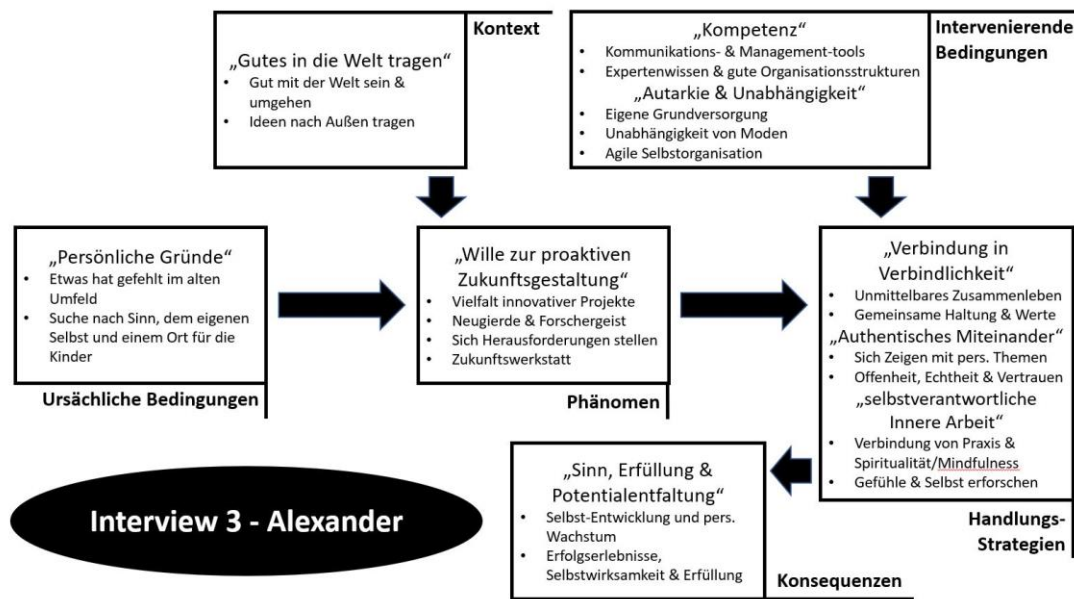 Kontext
„Gutes in die Welt tragen“
• Gut mit der Welt sein &
umgehen
• Ideen nach Außen tragen
Intervenierende
Bedingungen
„Kompetenz“
• Kommunikations- & Management-tools
• Expertenwissen & gute Organisationsstrukturen
„Autarkie & Unabhängigkeit“
• Eigene Grundversorgung
• Unabhängigkeit von Moden
• Agile Selbstorganisation
„Persönliche Gründe“
• Etwas hat gefehlt im alten
Umfeld
• Suche nach Sinn, dem eigenen
Selbst und einem Ort für die
Kinder
Ursächliche Bedingungen
„Wille zur proaktiven
Zukunftsgestaltung“
• Vielfalt innovativer Projekte
• Neugierde & Forschergeist
• Sich Herausforderungen stellen
• Zukunftswerkstatt
Phänomen
„Verbindung in
Verbindlichkeit“
• Unmittelbares Zusammenleben
• Gemeinsame Haltung & Werte
„Authentisches Miteinander“
• Sich Zeigen mit pers. Themen
• Offenheit, Echtheit & Vertrauen
„selbstverantwortliche
Innere Arbeit“
• Verbindung von Praxis &
Spiritualität/Mindfulness
• Gefühle & Selbst erforschen
Handlungs-
Strategien
„Sinn, Erfüllung &
Potentialentfaltung“
• Selbst-Entwicklung und pers.
Wachstum
• Erfolgserlebnisse,
Selbstwirksamkeit & Erfüllung
Konsequenzen
Interview 3 - Alexander